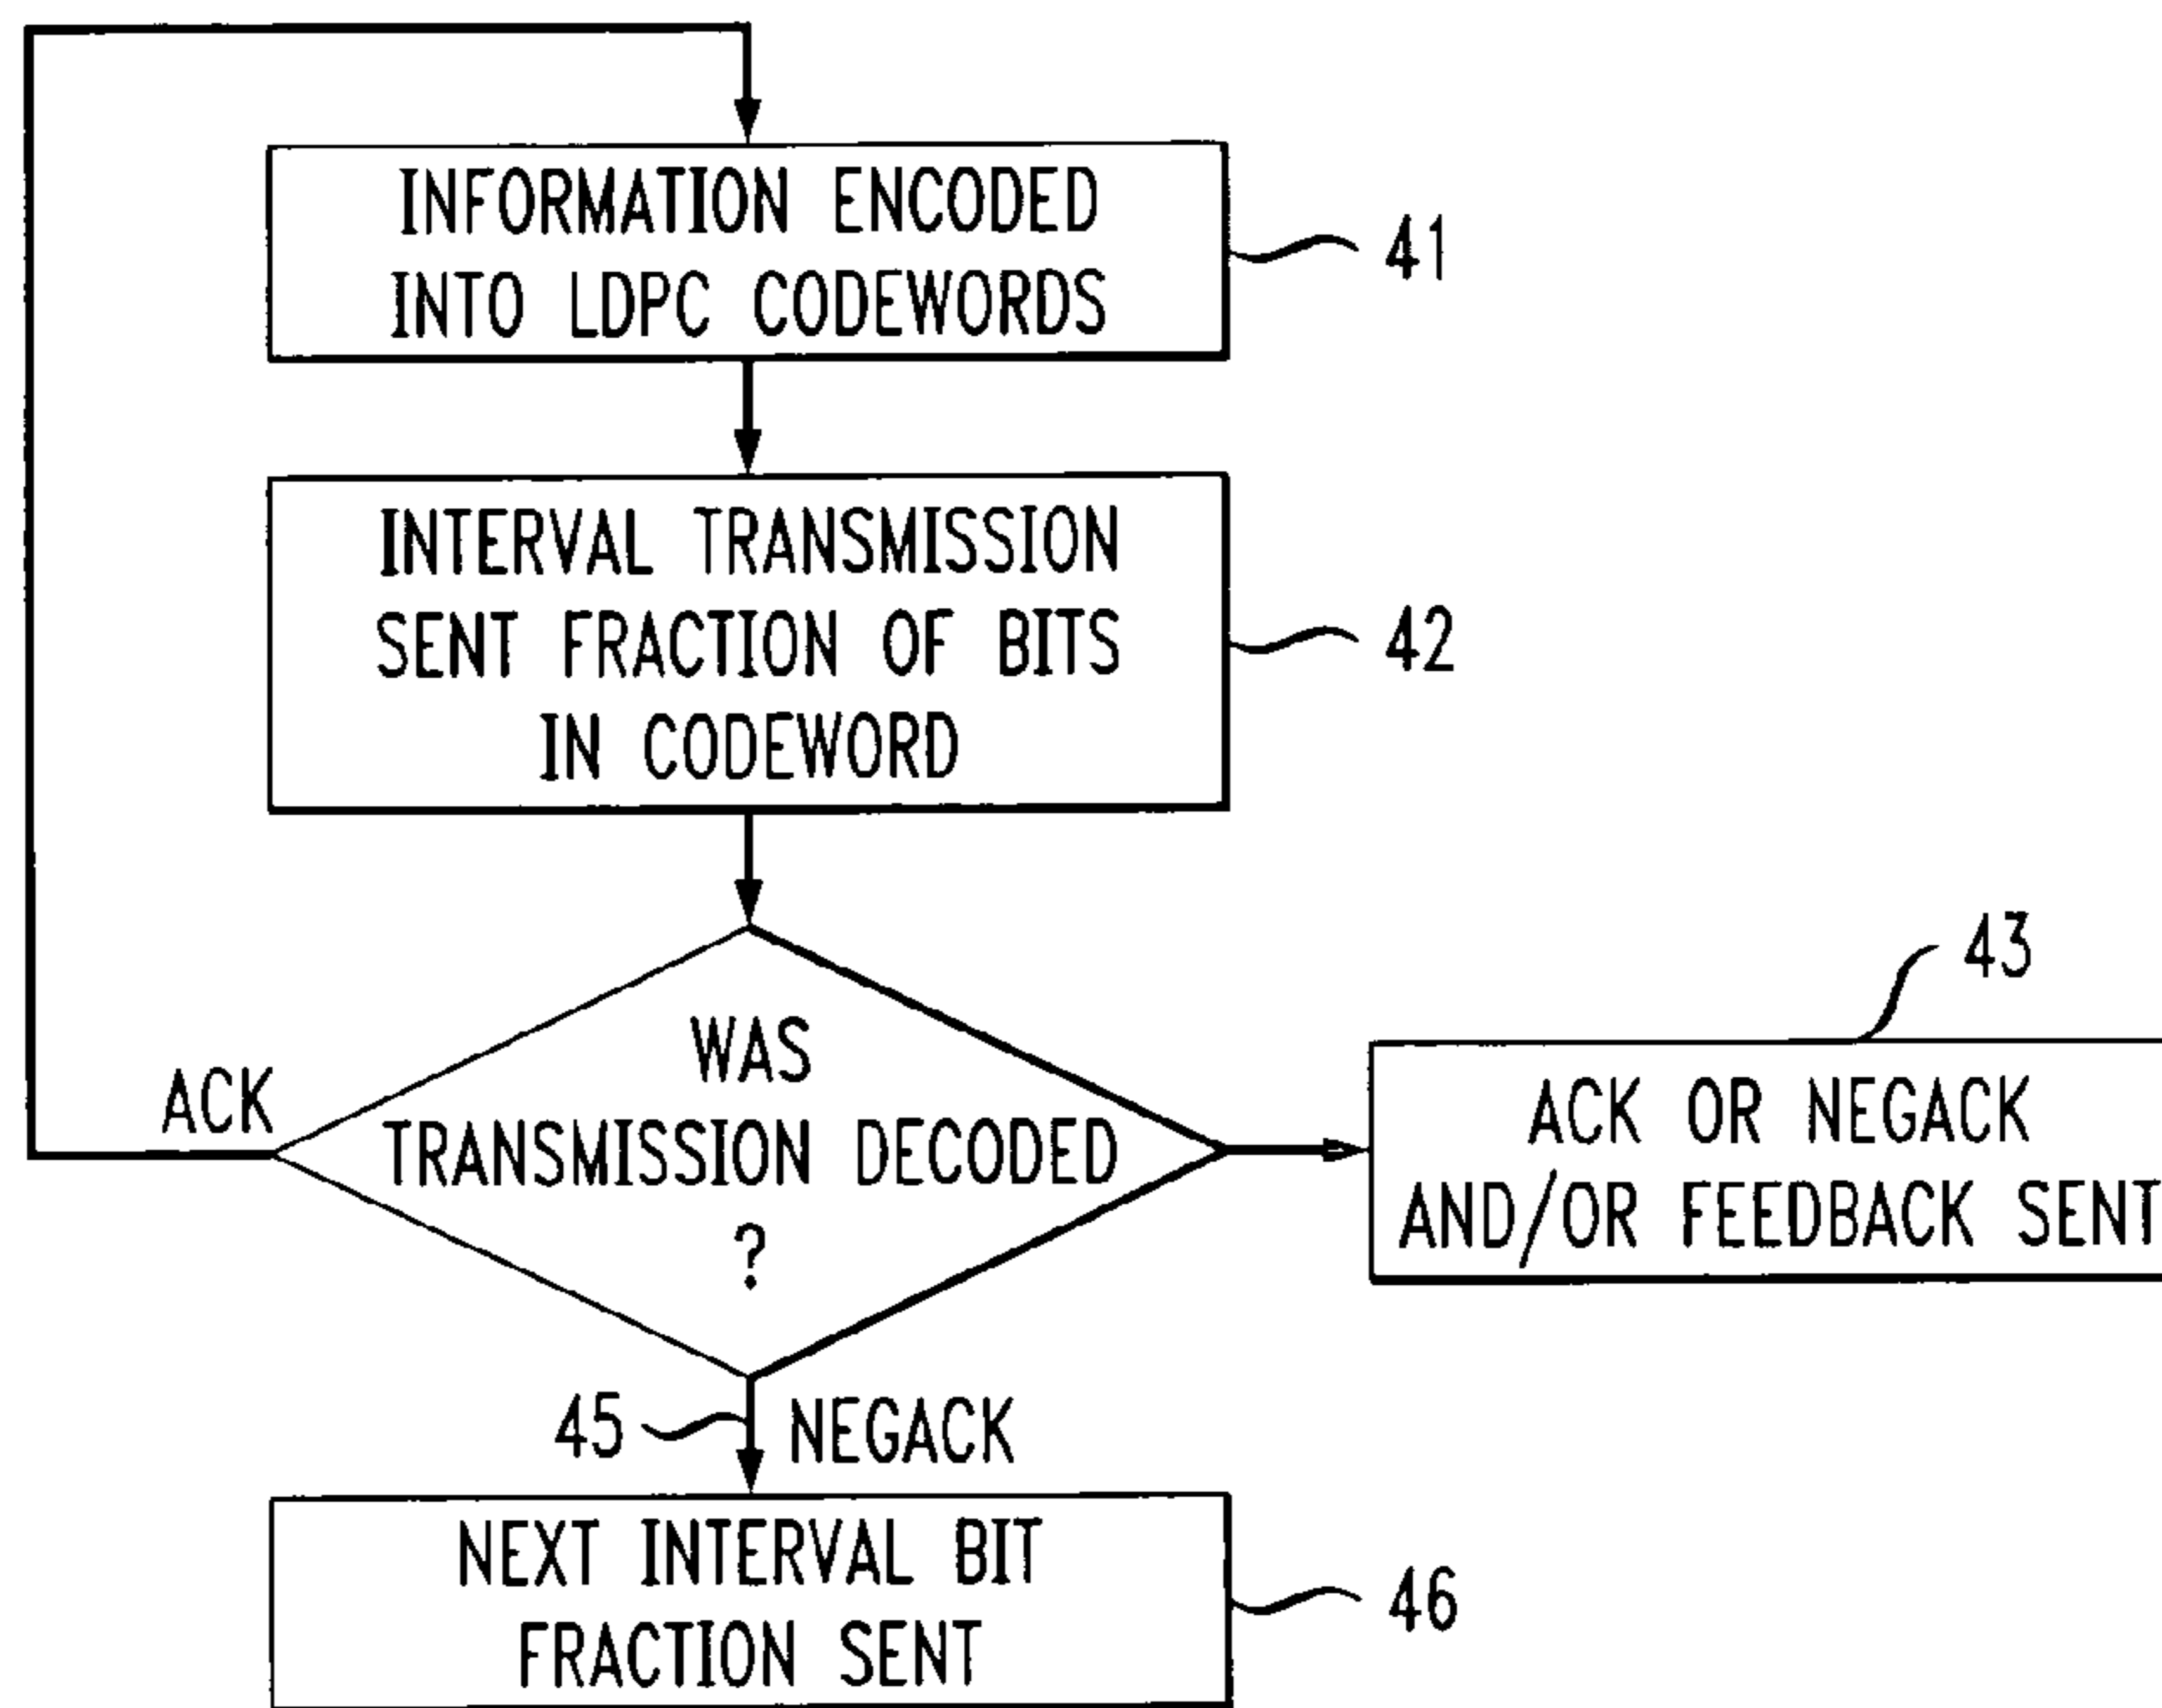 INFORMATION ENCODED
INTO LDPC CODEWORDS
41
INTERVAL TRANSMISSION
SENT FRACTION OF BITS
IN CODEWORD
42
WAS
TRANSMISSION DECODED
?
ACK
43
ACK OR NEGACK
AND/OR FEEDBACK SENT
45
NEGACK
NEXT INTERVAL BIT
FRACTION SENT
46